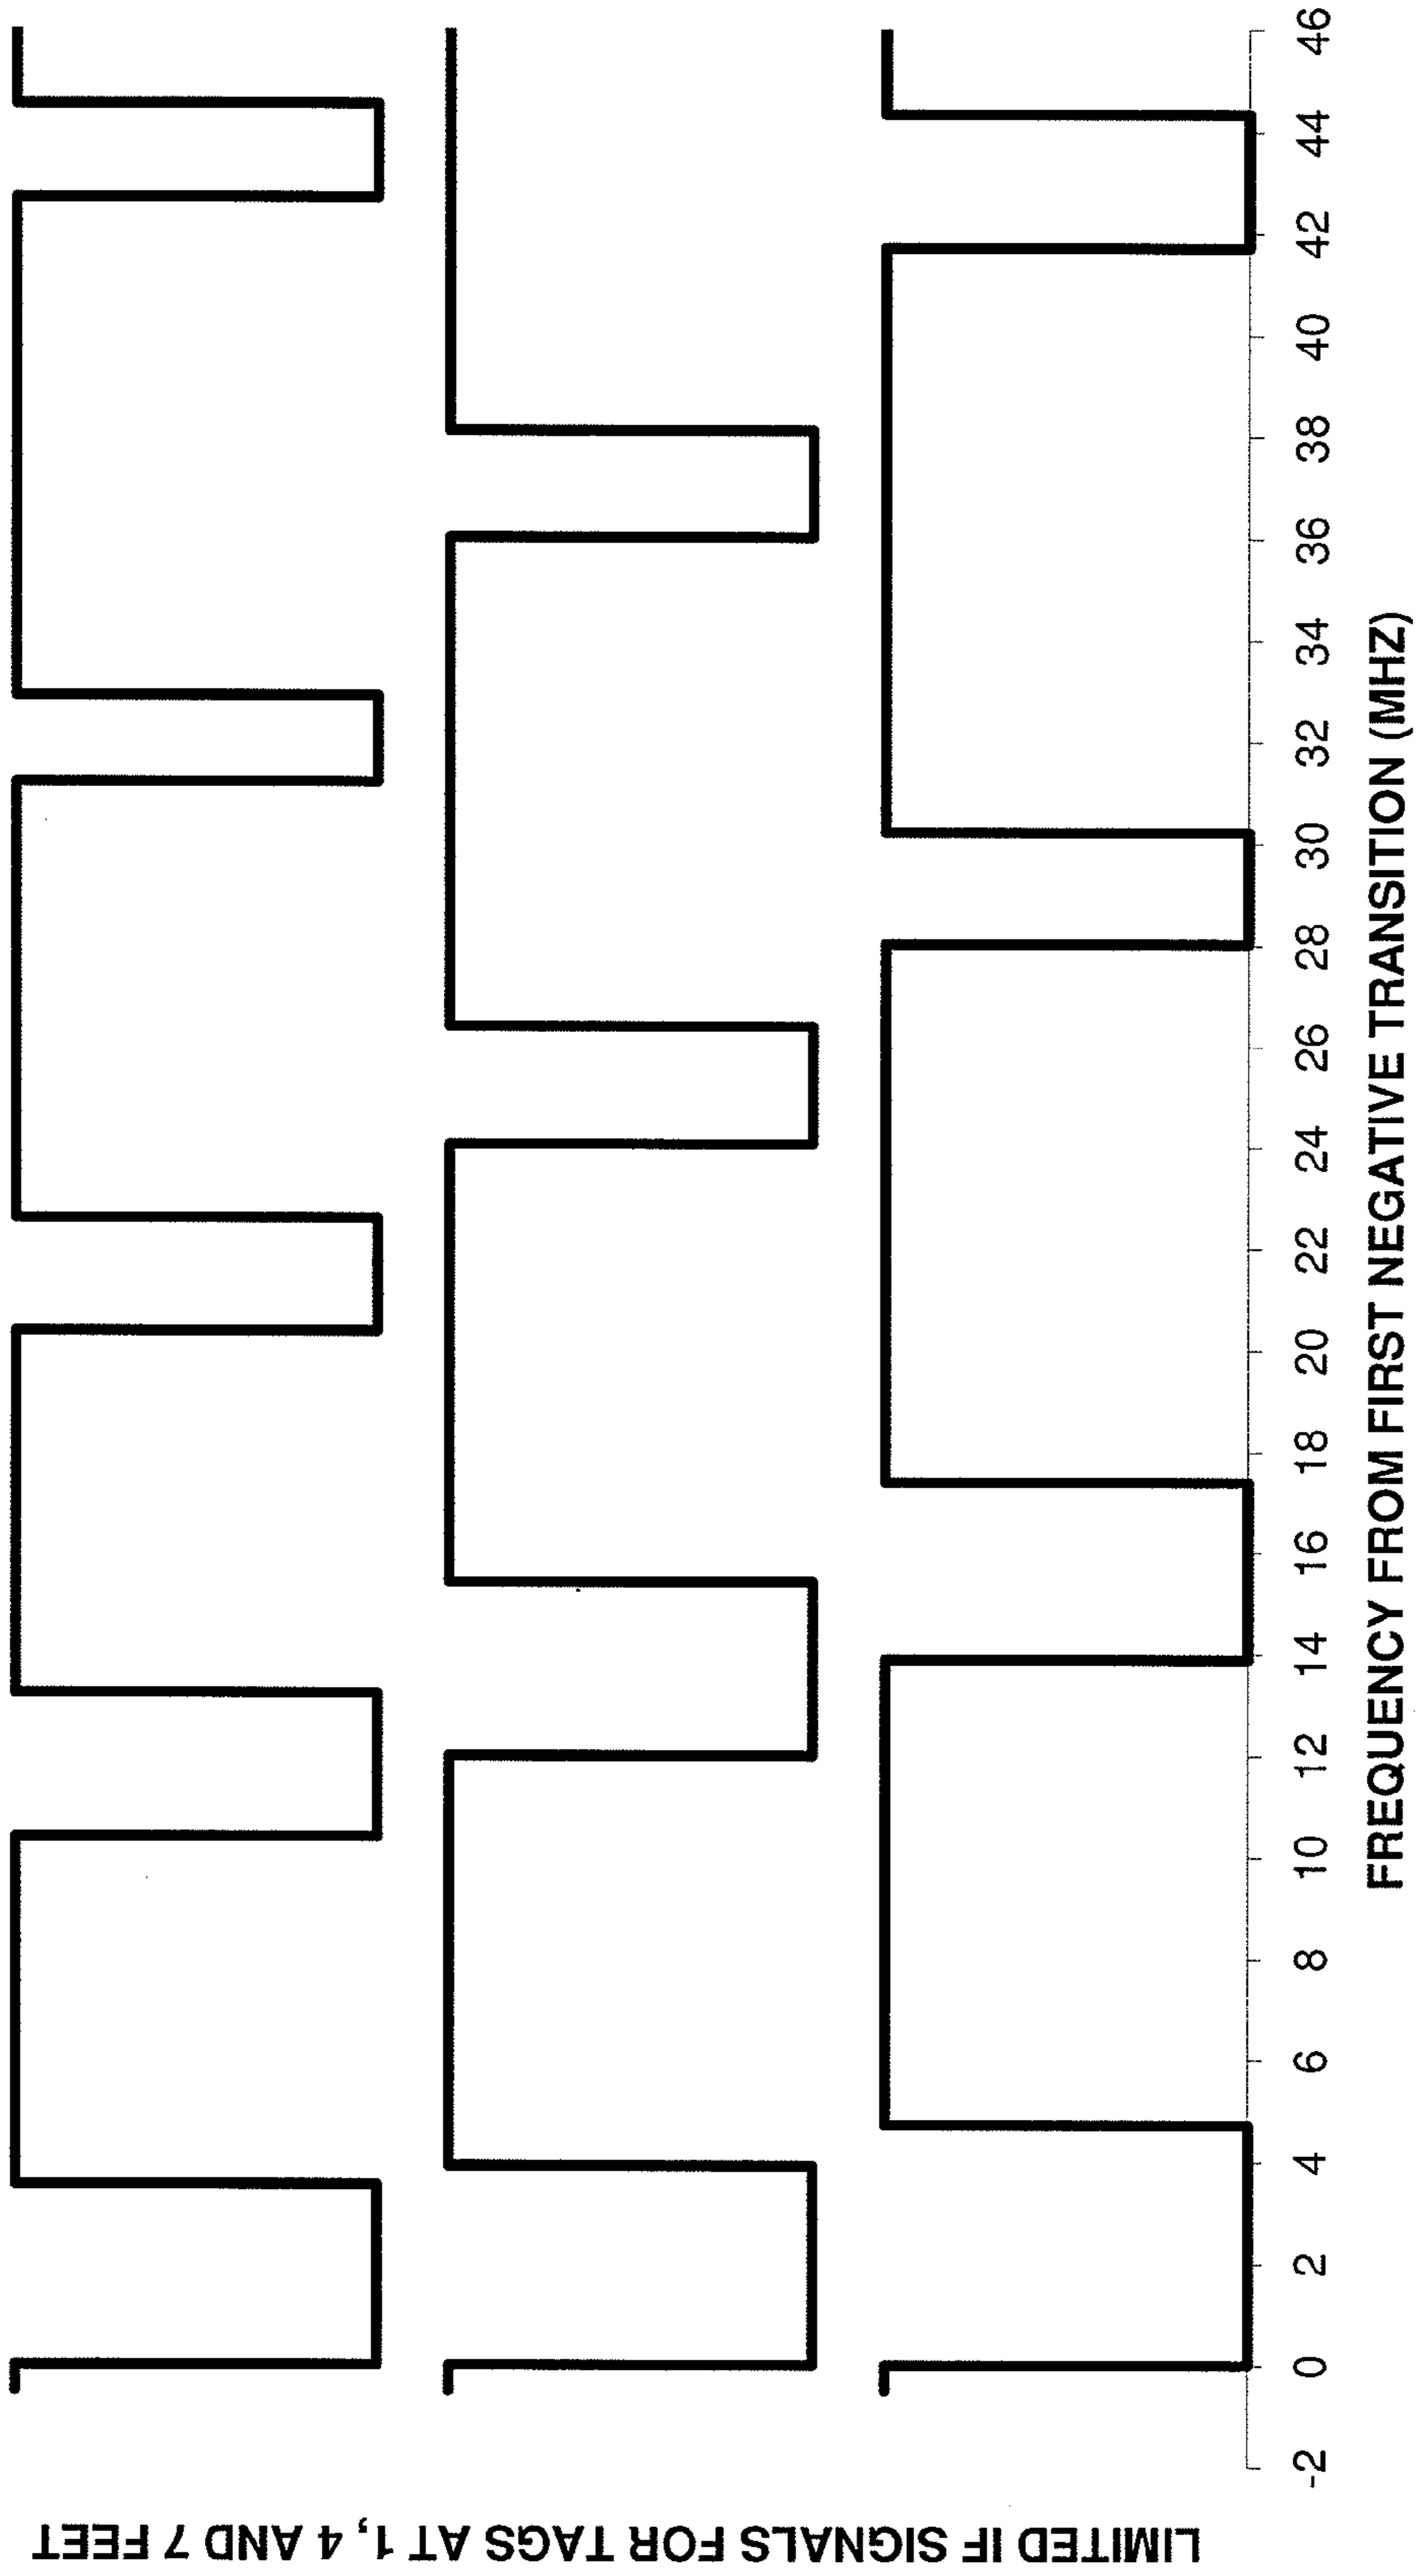 LIMITED IF SIGNALS FOR TAGS AT 1, 4 AND 7 FEET
-2 0 2 4 6 8 10 12 14 16 18 20 22 24 26 28 30 32 34 36 38 40 42 44 46
FREQUENCY FROM FIRST NEGATIVE TRANSITION (MHZ)